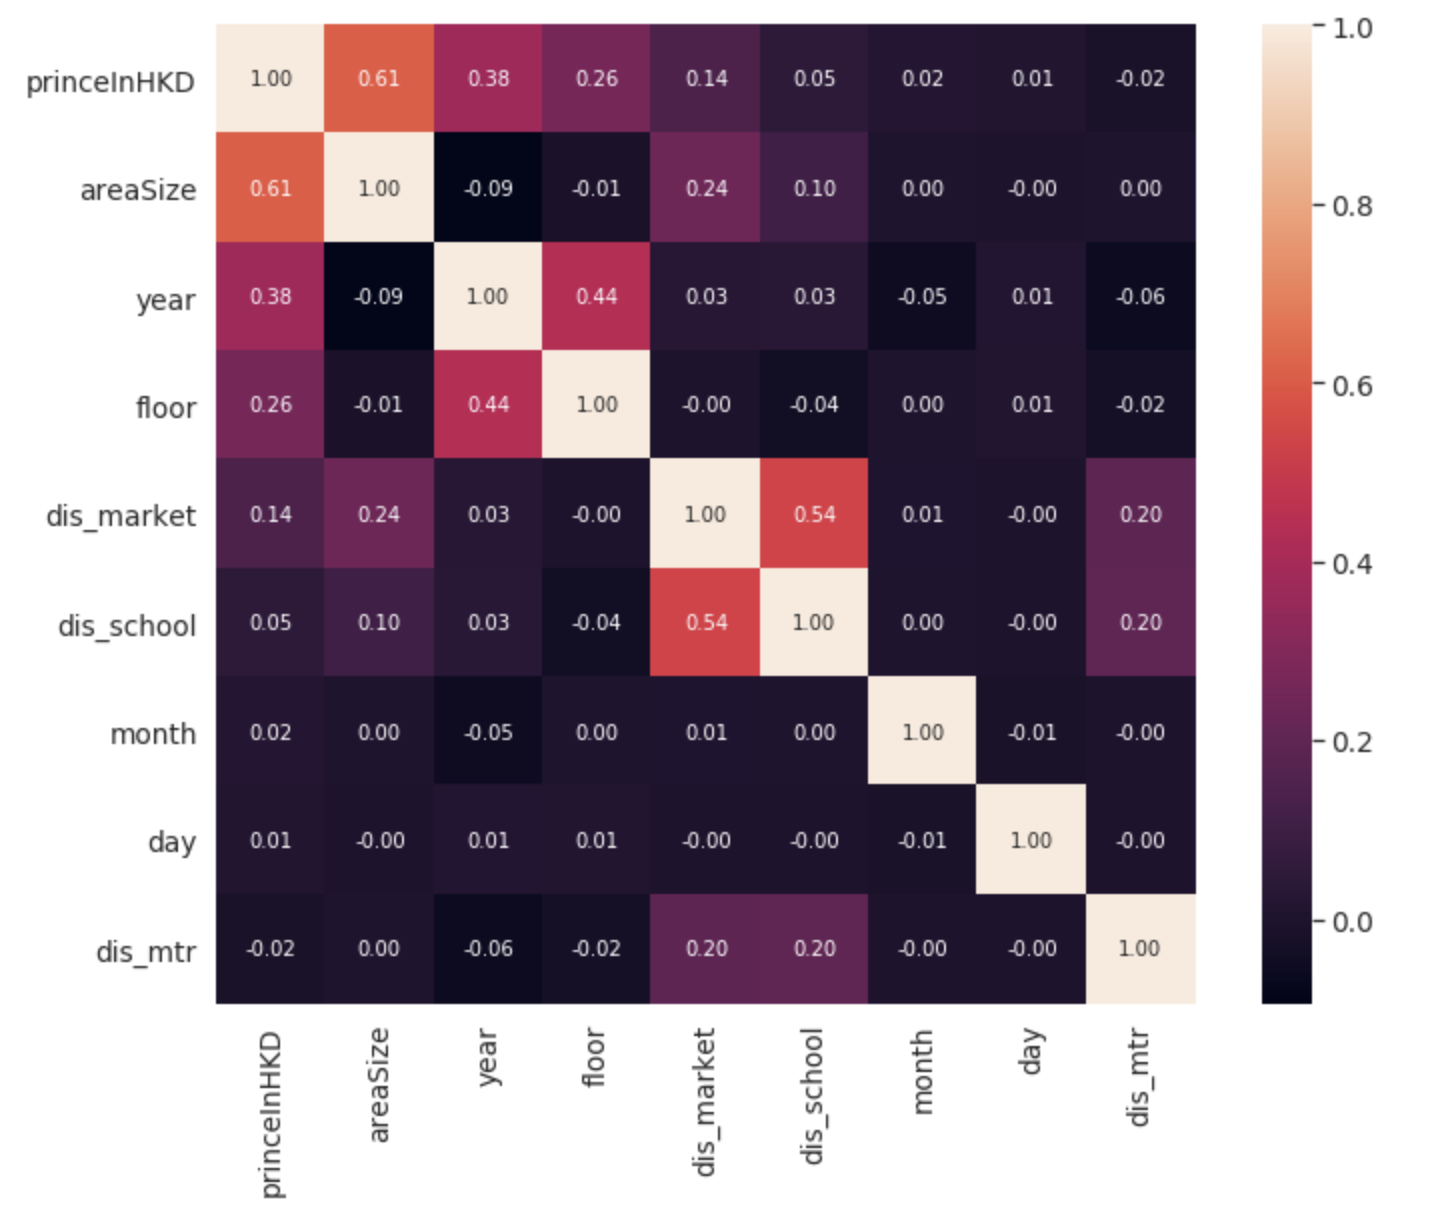 princeInHKD 1.00 0.61 0.38 0.26 0.14 0.05 0.02 0.01 -0.02
areaSize 0.61 1.00 -0.09 -0.01 0.24 0.10 0.00 -0.00 0.00
year 0.38 -0.09 1.00 0.44 0.03 0.03 -0.05 0.01 -0.06
floor 0.26 -0.01 0.44 1.00 -0.00 -0.04 0.00 0.01 -0.02
dis_market 0.14 0.24 0.03 -0.00 1.00 0.54 0.01 -0.00 0.20
dis_school 0.05 0.10 0.03 -0.04 0.54 1.00 0.00 -0.00 0.20
month 0.02 0.00 -0.05 0.00 0.01 0.00 1.00 -0.01 -0.00
day 0.01 -0.00 0.01 0.01 -0.00 -0.00 -0.01 1.00 -0.00
dis_mtr -0.02 0.00 -0.06 -0.02 0.20 0.20 -0.00 -0.00 1.00
princeInHKD
areaSize
year
floor
dis_market
dis_school
month
day
dis_mtr
1.0
0.8
0.6
0.4
0.2
0.0